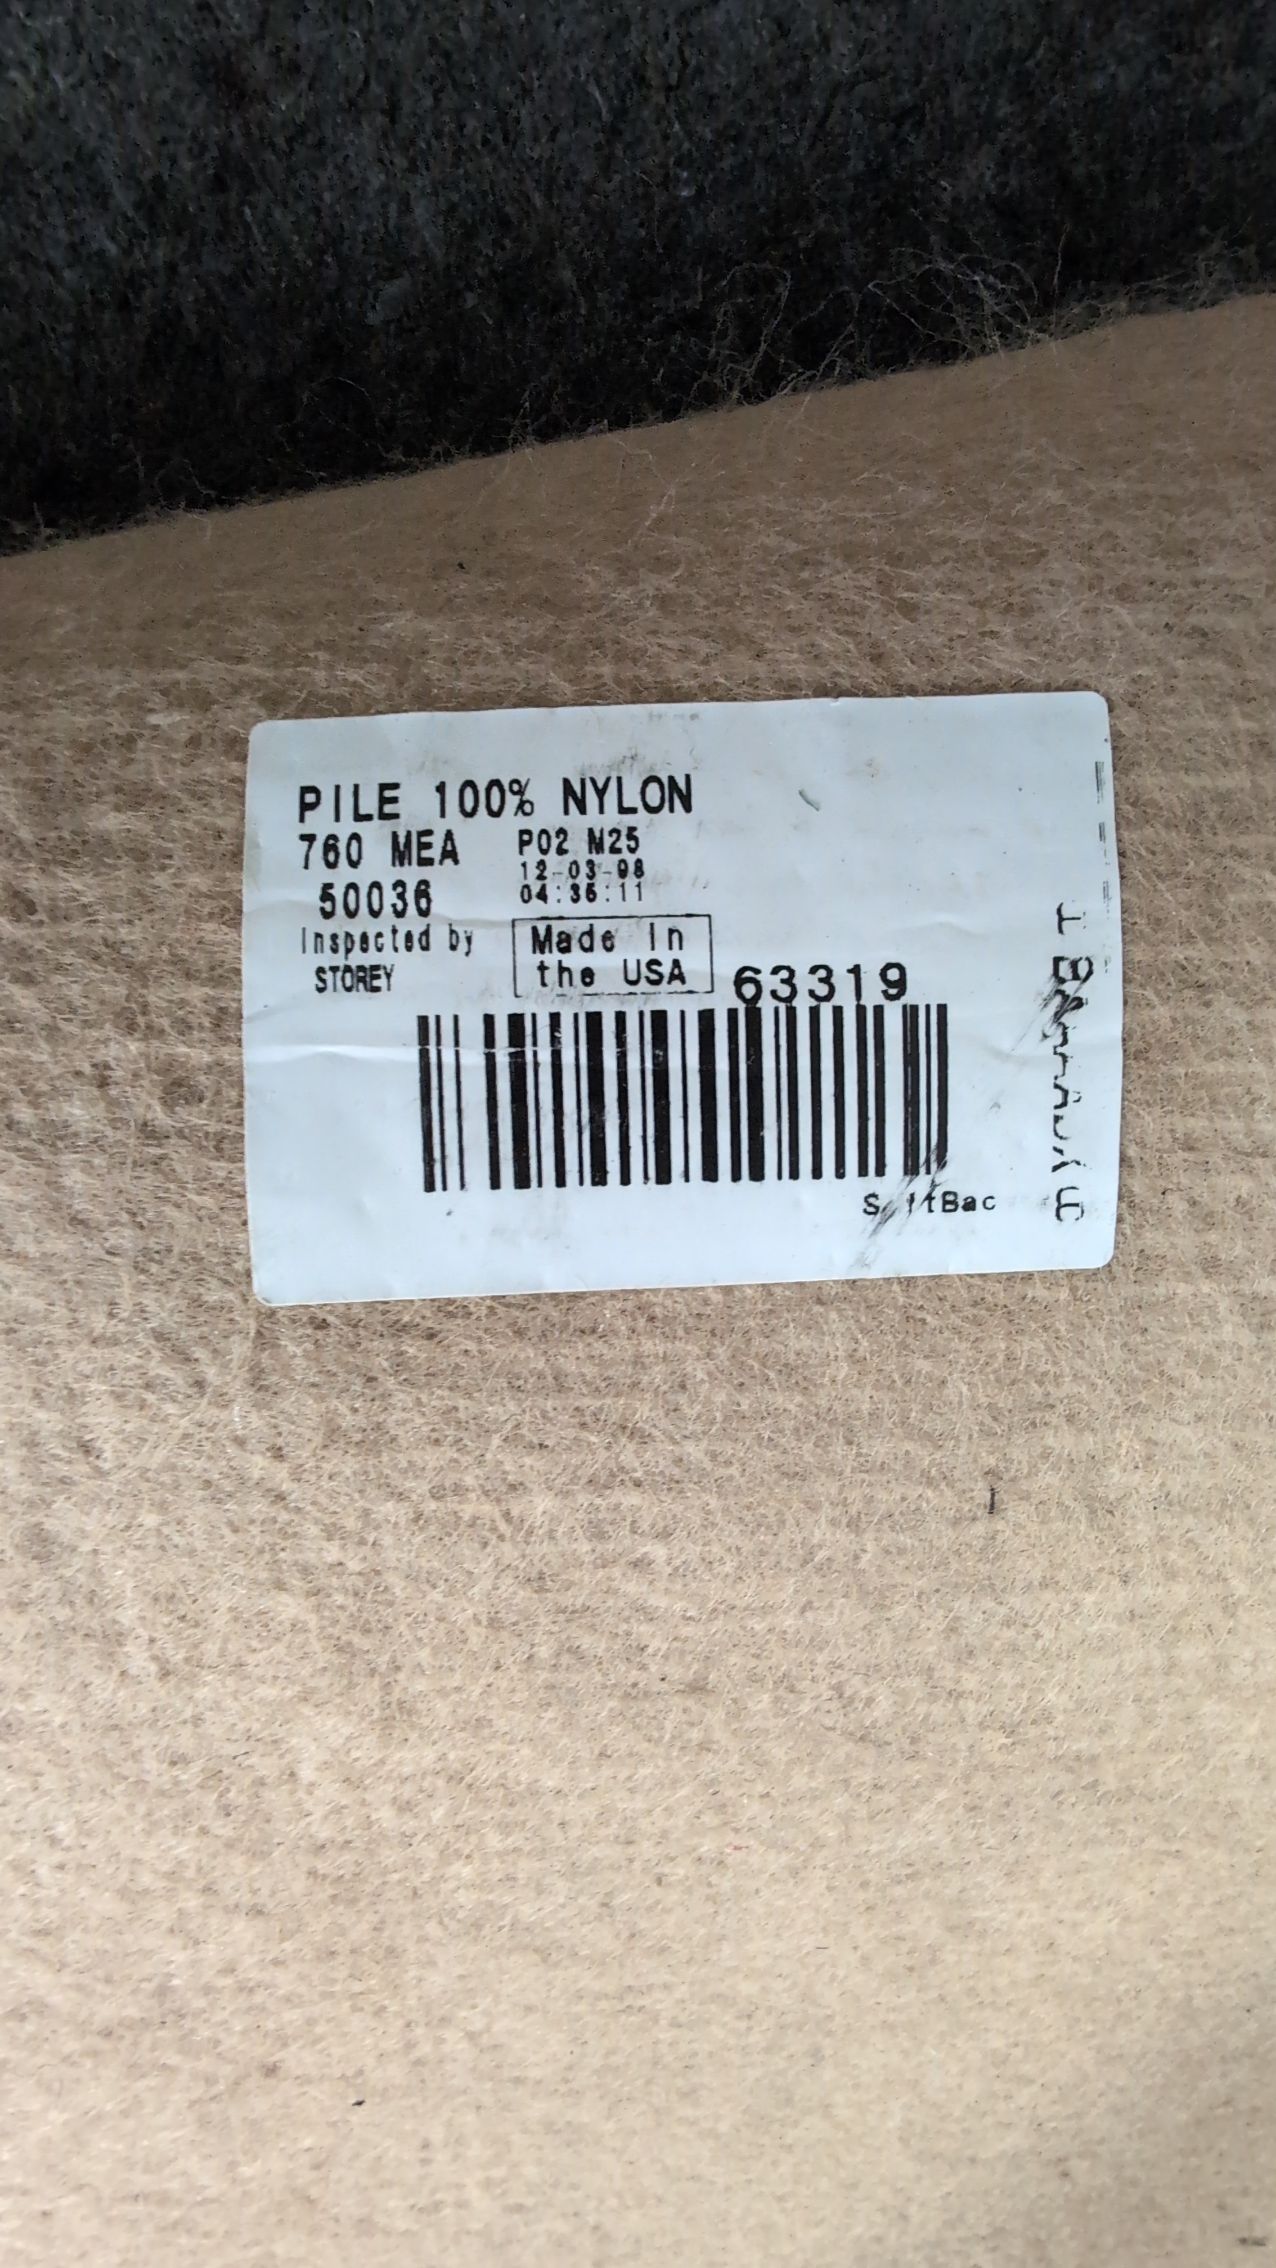 PILE 100% NYLON
760 MEA P02 M25
12-03-98
50036 04:36:11
Inspected by
STOREY
Made In
the USA
63319